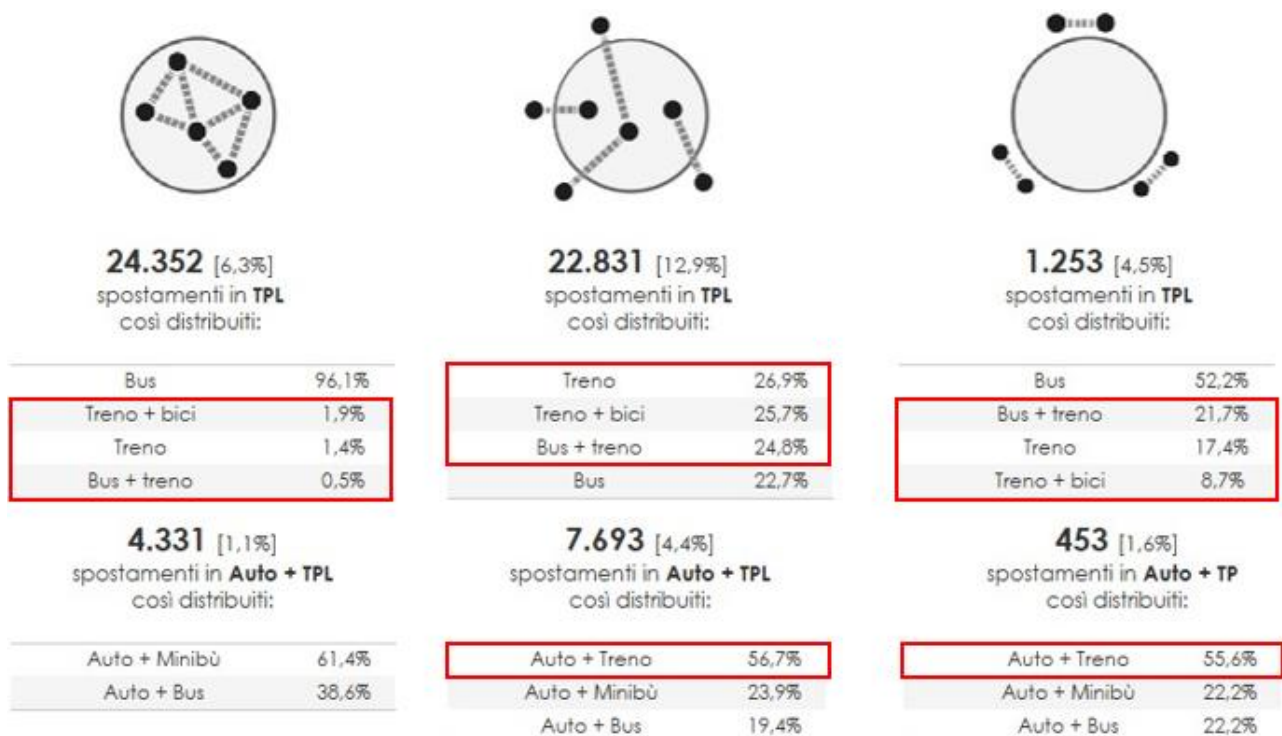 24.352 [6,3%]
spostamenti in TPL
così distribuiti:
Bus 96,1%
Treno + bici 1,9%
Treno 1,4%
Bus + treno 0,5%
4.331 [1,1%]
spostamenti in Auto + TPL
così distribuiti:
Auto + Minibù 61,4%
Auto + Bus 38,6%
22.831 [12,9%]
spostamenti in TPL
così distribuiti:
Treno 26,9%
Treno + bici 25,7%
Bus + treno 24,8%
Bus 22,7%
7.693 [4,4%]
spostamenti in Auto + TPL
così distribuiti:
Auto + Treno 56,7%
Auto + Minibù 23,9%
Auto + Bus 19,4%
1.253 [4,5%]
spostamenti in TPL
così distribuiti:
Bus 52,2%
Bus + treno 21,7%
Treno 17,4%
Treno + bici 8,7%
453 [1,6%]
spostamenti in Auto + TP
così distribuiti:
Auto + Treno 55,6%
Auto + Minibù 22,2%
Auto + Bus 22,2%